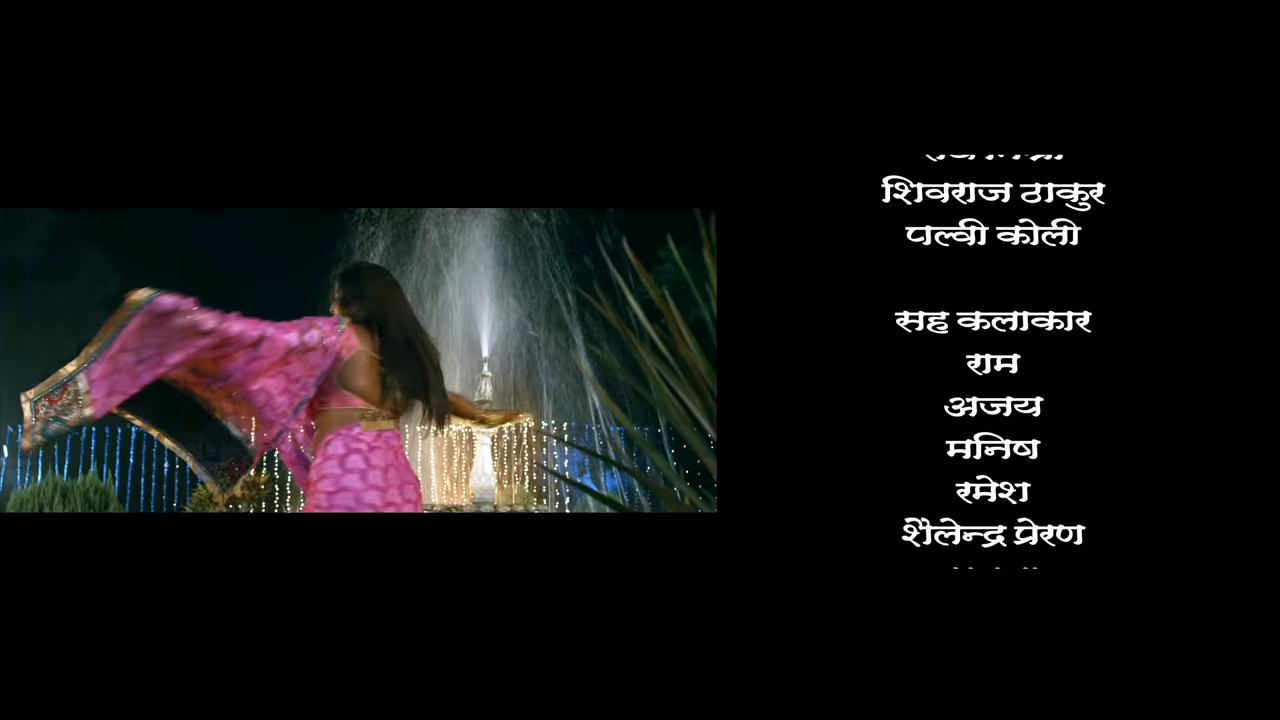 शिवराज ठाकुर
पल्वी कोली
सह कलाकार
राम
अजय
मनिष
रमेश
शैलेन्द्र प्रेरण